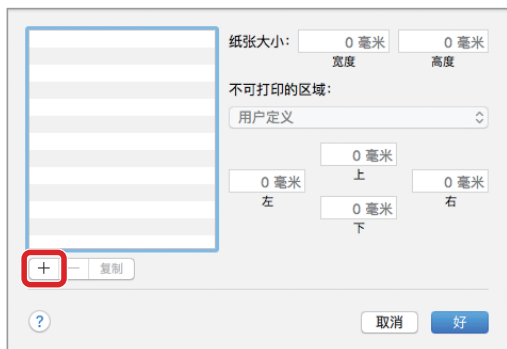 纸张大小： 0 毫米 0 毫米
宽度 高度
不可打印的区域：
用户定义
0 毫米
上
0 毫米 0 毫米
左 右
0 毫米
下
+ − 复制
? 取消 好